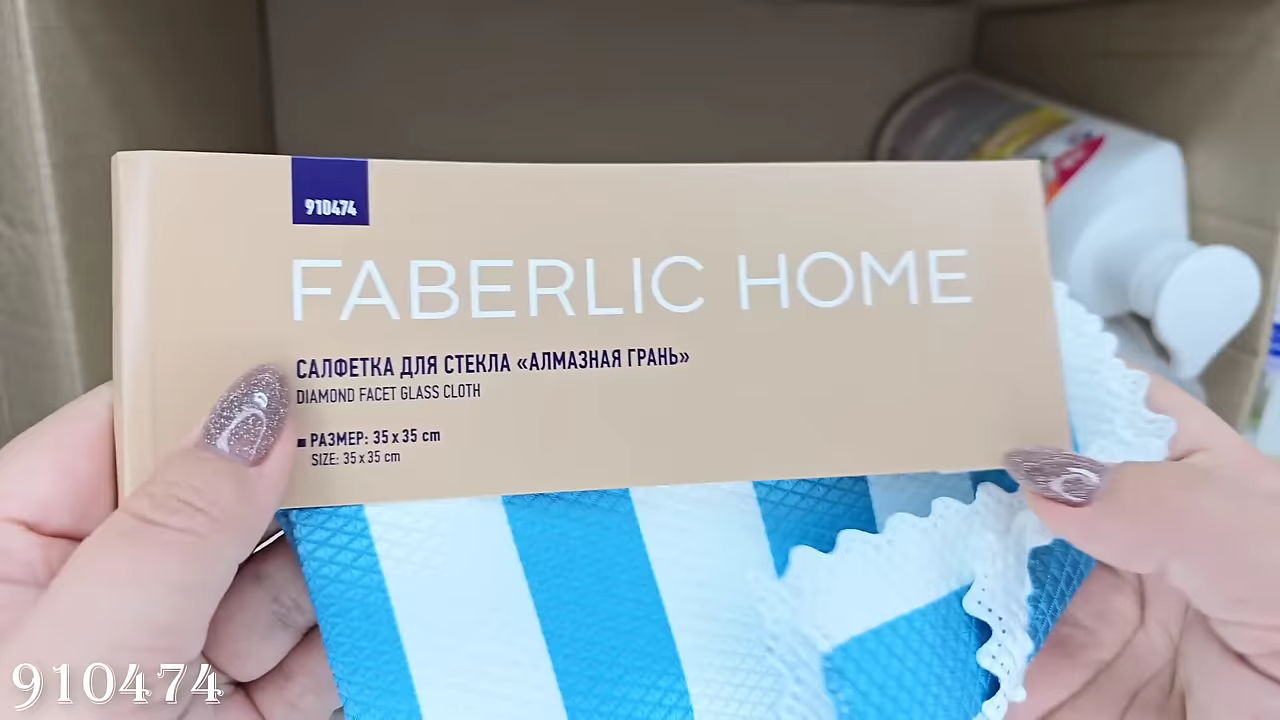 910474
FABERLIC HOME
САЛФЕТКА ДЛЯ СТЕКЛА «АЛМАЗНАЯ ГРАНЬ»
DIAMOND FACET GLASS CLOTH
▪ РАЗМЕР: 35 x 35 cm
SIZE: 35 x 35 cm
910474